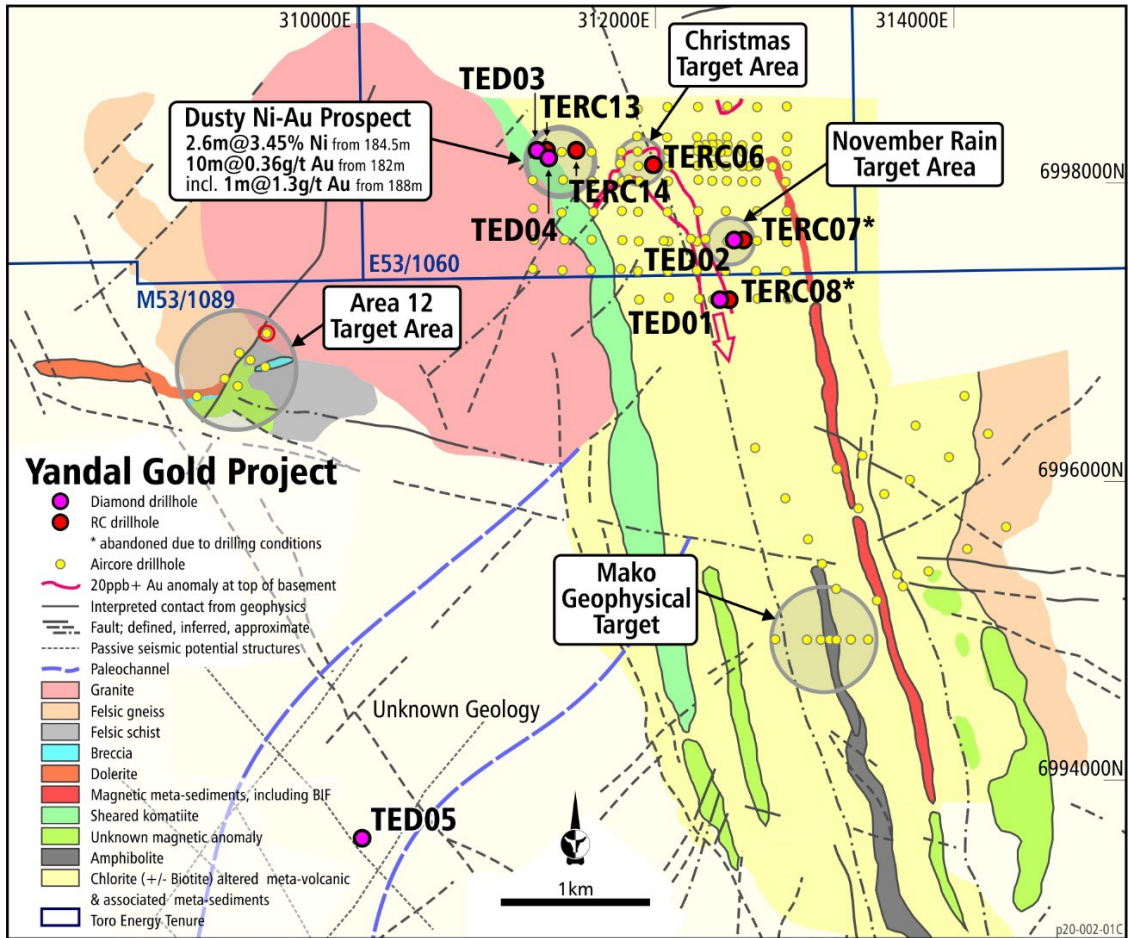 310000E
312000E
314000E
Christmas
Target Area
TED03
TERC13
Dusty Ni-Au Prospect
2.6m@3.45% Ni from 184.5m
10m@0.36g/t Au from 182m
incl. 1m@1.3g/t Au from 188m
November Rain
Target Area
TERC06
6998000N
TERC14
TED04
TERC07*
TED02
E53/1060
M53/1089
TERC08*
TED01
Area 12
Target Area
Yandal Gold Project
Diamond drillhole
RC drillhole
* abandoned due to drilling conditions
Aircore drillhole
20ppb+ Au anomaly at top of basement
Interpreted contact from geophysics
Fault; defined, inferred, approximate
Passive seismic potential structures
Paleochannel
Granite
Felsic gneiss
Felsic schist
Breccia
Dolerite
Magnetic meta-sediments, including BIF
Sheared komatiite
Unknown magnetic anomaly
Amphibolite
Chlorite (+/- Biotite) altered meta-volcanic
& associated meta-sediments
Toro Energy Tenure
6996000N
Mako
Geophysical
Target
Unknown Geology
6994000N
TED05
1km
p20-002-01C